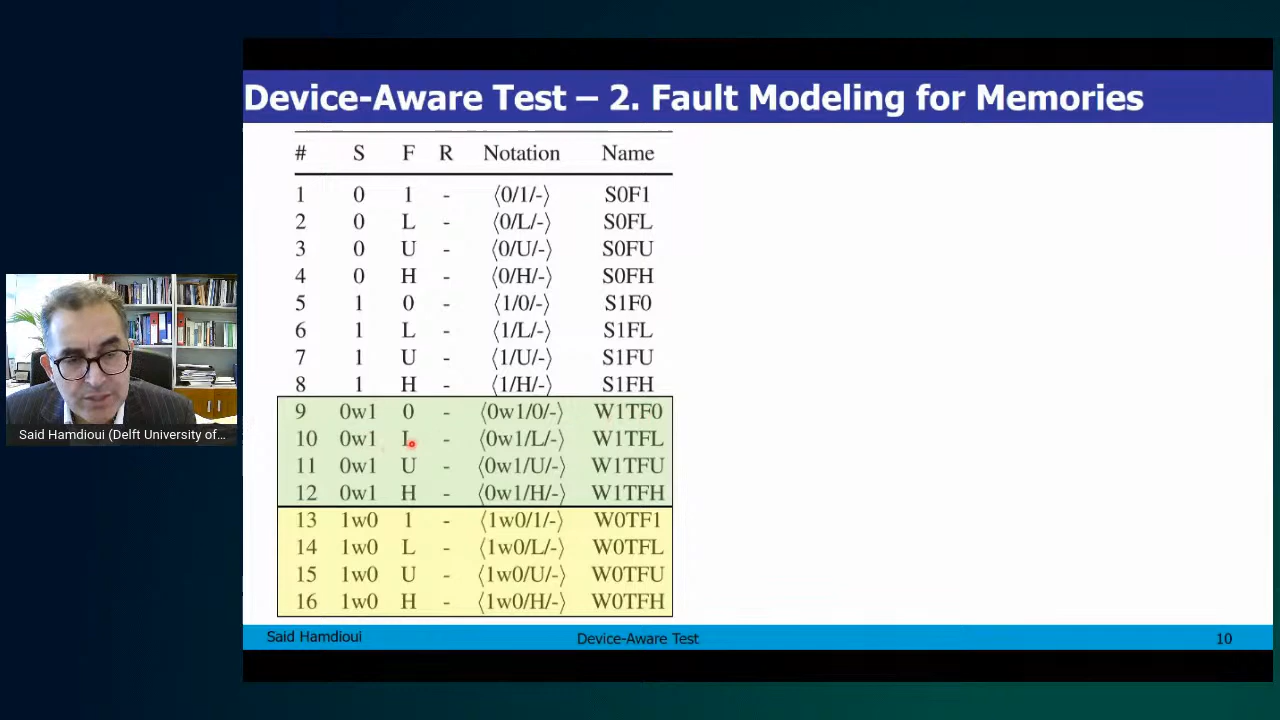 Device-Aware Test – 2. Fault Modeling for Memories
# S F R Notation Name
1 0 1 - ⟨0/1/-⟩ S0F1
2 0 L - ⟨0/L/-⟩ S0FL
3 0 U - ⟨0/U/-⟩ S0FU
4 0 H - ⟨0/H/-⟩ S0FH
5 1 0 - ⟨1/0/-⟩ S1F0
6 1 L - ⟨1/L/-⟩ S1FL
7 1 U - ⟨1/U/-⟩ S1FU
8 1 H - ⟨1/H/-⟩ S1FH
9 0w1 0 - ⟨0w1/0/-⟩ W1TF0
10 0w1 L - ⟨0w1/L/-⟩ W1TFL
11 0w1 U - ⟨0w1/U/-⟩ W1TFU
12 0w1 H - ⟨0w1/H/-⟩ W1TFH
13 1w0 1 - ⟨1w0/1/-⟩ W0TF1
14 1w0 L - ⟨1w0/L/-⟩ W0TFL
15 1w0 U - ⟨1w0/U/-⟩ W0TFU
16 1w0 H - ⟨1w0/H/-⟩ W0TFH
Said Hamdioui (Delft University of...
Said Hamdioui Device-Aware Test 10